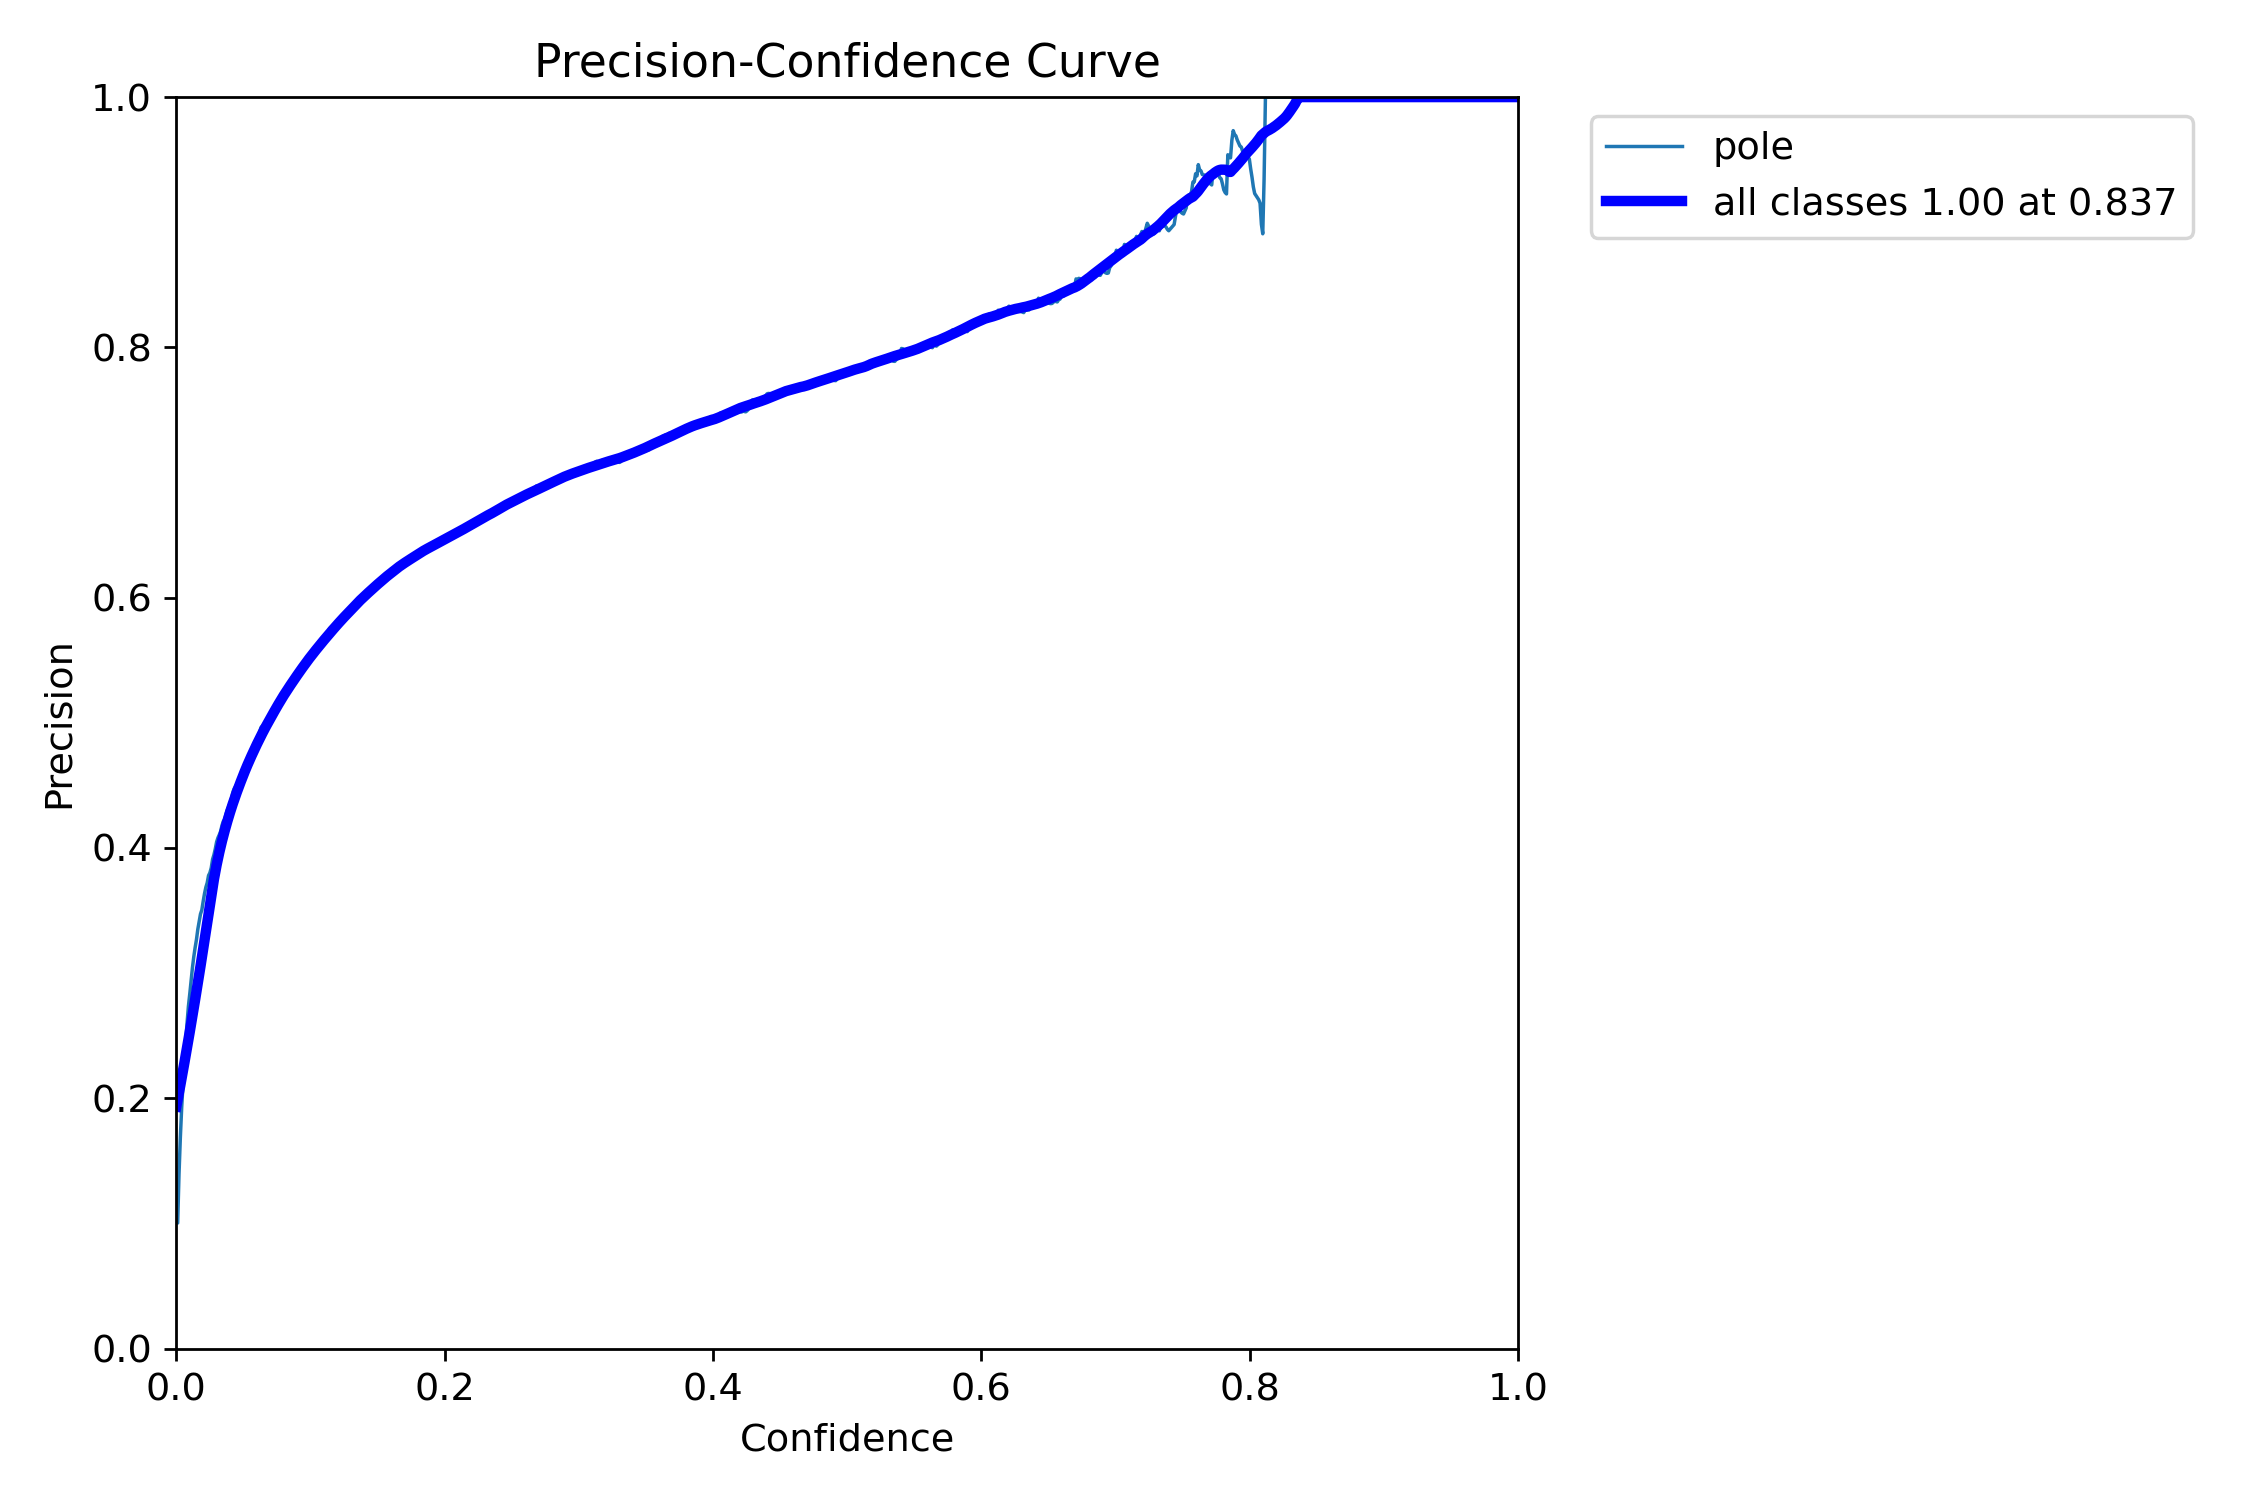 Precision-Confidence Curve
1.0
0.8
0.6
0.4
0.2
0.0
Precision
0.0 0.2 0.4 0.6 0.8 1.0
Confidence
pole
all classes 1.00 at 0.837